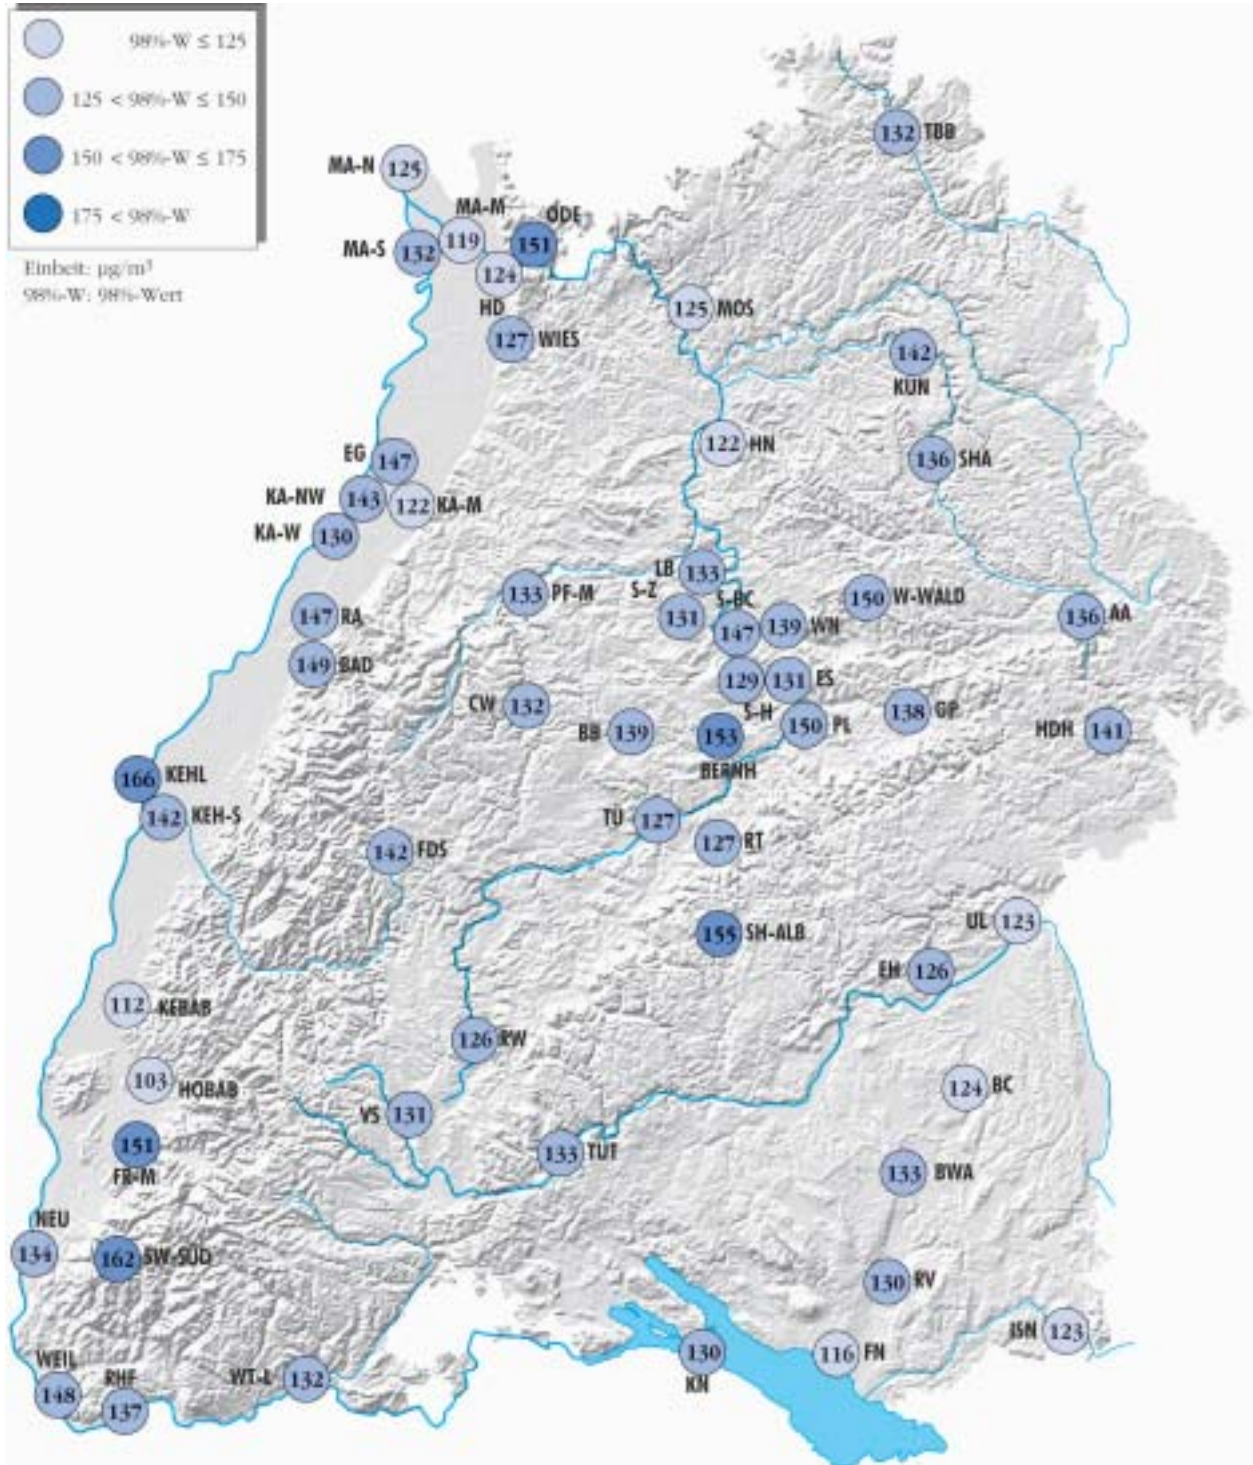 98%-W ≤ 125
125 < 98%-W ≤ 150
150 < 98%-W ≤ 175
175 < 98%-W
Einheit: µg/m³
98%-W: 98%-Wert
132 TBB
MA-N 125
MA-M 119
ODE 151
MA-S 132
124 HD
125 MOS
127 WIES
142 KUN
122 HN
136 SHA
EG 147
KA-NW 143
122 KA-M
KA-W 130
LB 133
133 PF-M
S-Z 131
S-BC 147
139 WN
150 W-WALD
136 AA
147 RA
149 BAD
129 S-H
131 ES
CW 132
BB 139
153 BERNH
150 PL
138 GP
HDH 141
166 KEHL
142 KEH-S
TÜ 127
127 RT
142 FDS
155 SH-ALB
UL 123
EH 126
112 KEBAB
126 RW
103 HOBAB
124 BC
VS 131
151 FR-M
133 TUT
133 BWA
NEU 134
162 SW-SÜD
130 RV
ISN 123
130 KN
116 FN
WEIL 148
RHF 137
WT-L 132